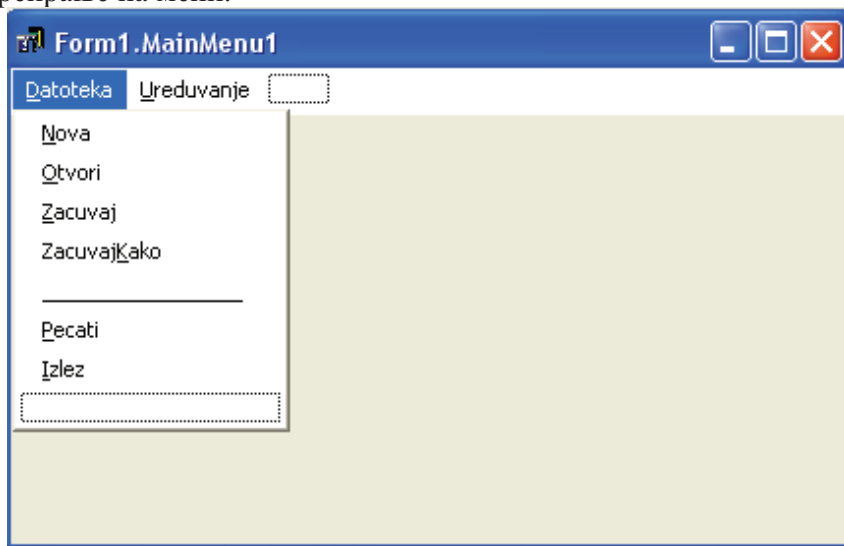 Form1.MainMenu1
Datoteka Ureduvanje
Nova
Otvori
Zacuvaj
ZacuvajKako
Pecati
Izlez